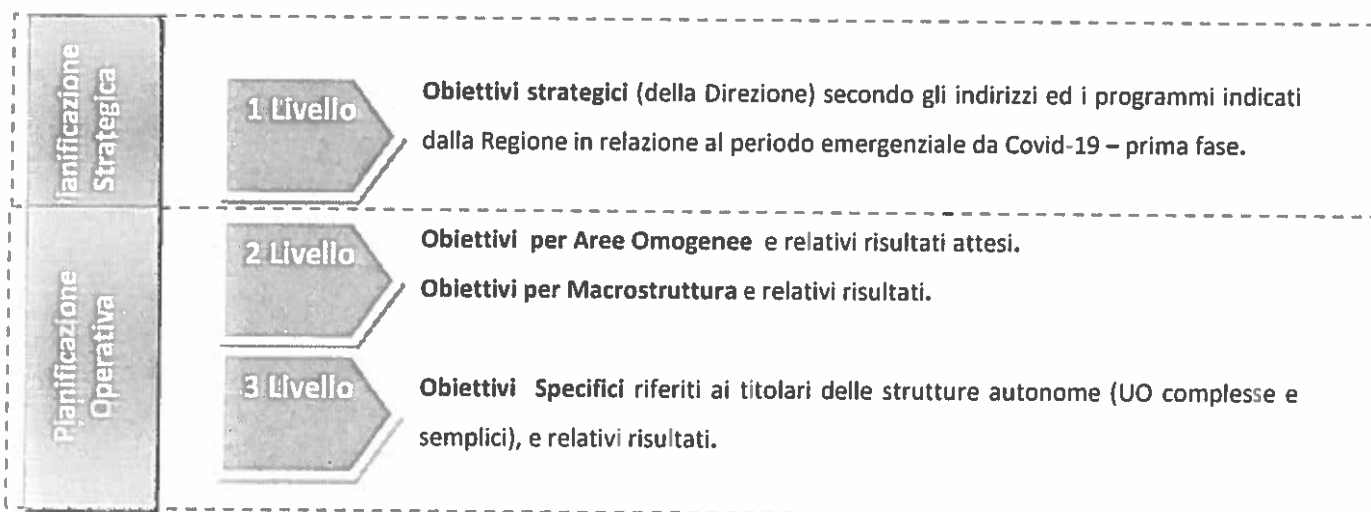 Pianificazione
Strategica
1 Livello
Obiettivi strategici (della Direzione) secondo gli indirizzi ed i programmi indicati
dalla Regione in relazione al periodo emergenziale da Covid-19 – prima fase.
Pianificazione
Operativa
2 Livello
Obiettivi per Aree Omogenee e relativi risultati attesi.
Obiettivi per Macrostruttura e relativi risultati.
3 Livello
Obiettivi Specifici riferiti ai titolari delle strutture autonome (UO complesse e
semplici), e relativi risultati.